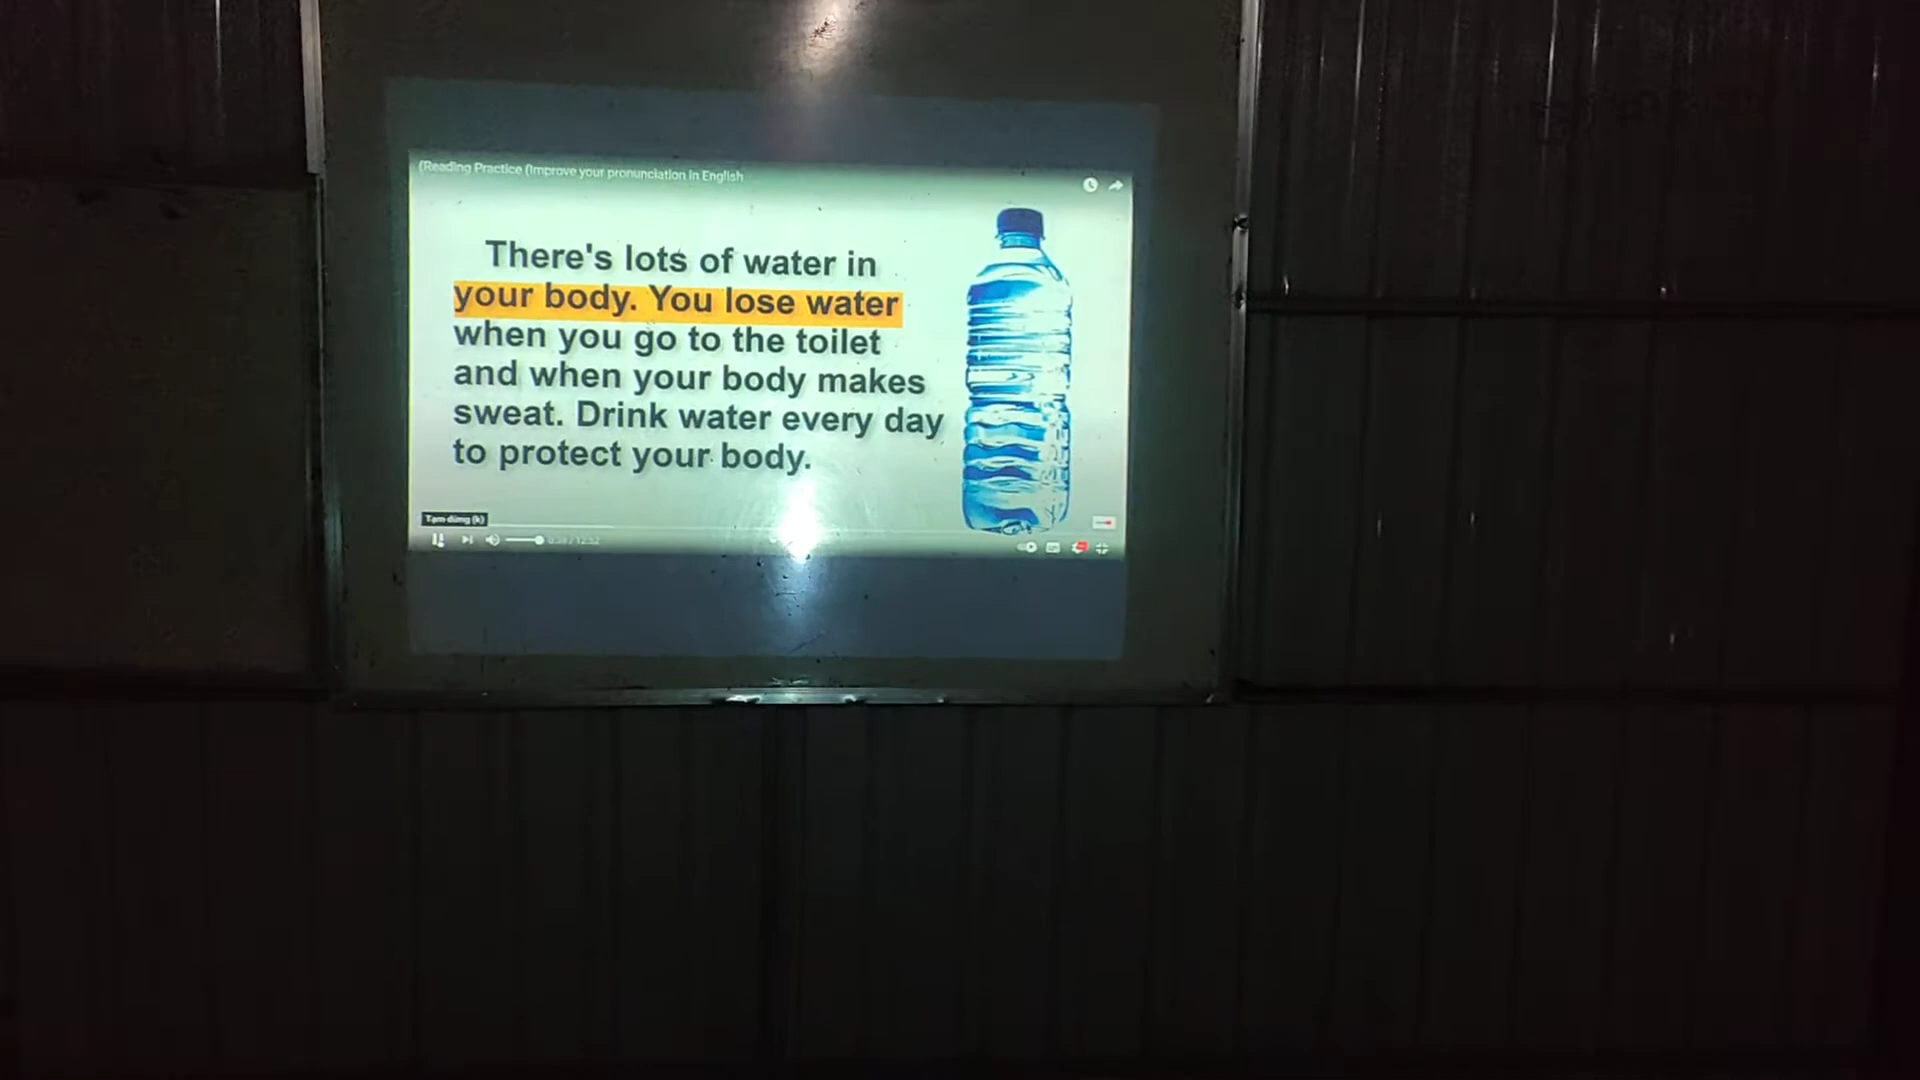 (Reading Practice (Improve your pronunciation in English
There's lots of water in
your body. You lose water
when you go to the toilet
and when your body makes
sweat. Drink water every day
to protect your body.
Tạm dừng (k)